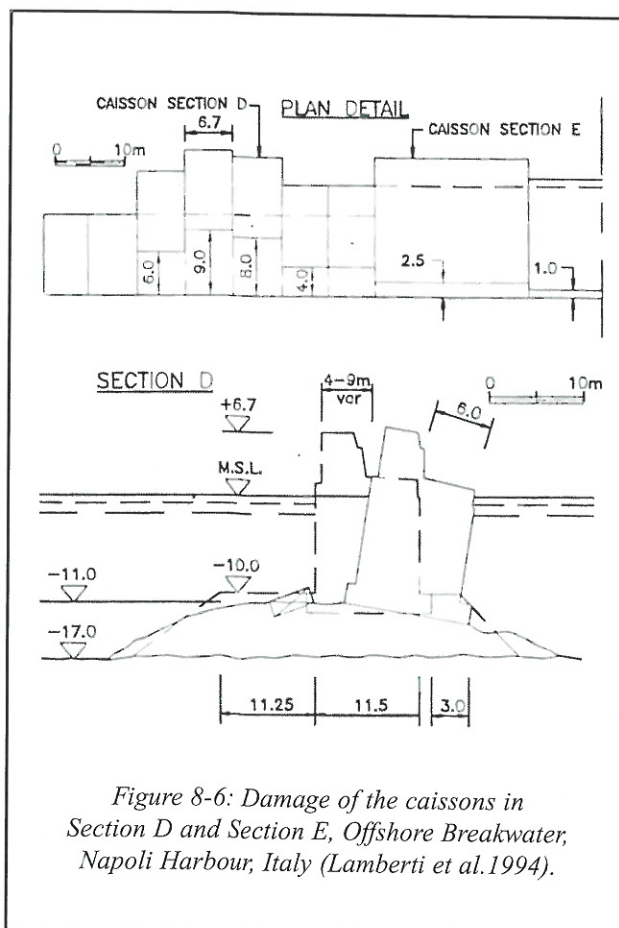 CAISSON SECTION D
PLAN DETAIL
6.7
CAISSON SECTION E
0 10m
6.0
9.0
8.0
4.0
2.5
1.0
SECTION D
4-9m
var
0 10m
+6.7
6.0
M.S.L.
-11.0
-10.0
-17.0
11.25
11.5
3.0
Figure 8-6: Damage of the caissons in
Section D and Section E, Offshore Breakwater,
Napoli Harbour, Italy (Lamberti et al.1994).